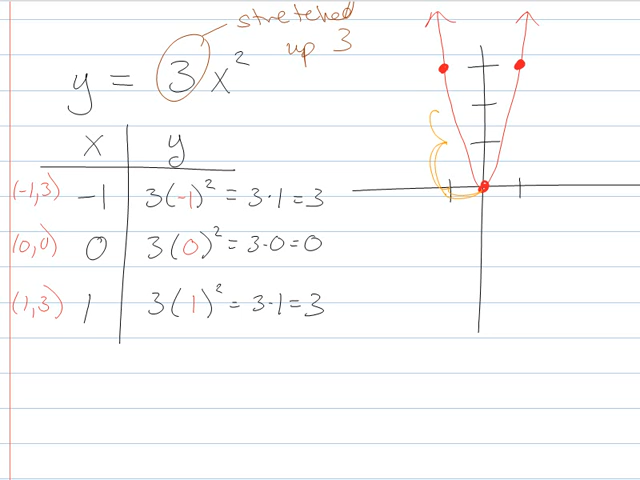 stretched
up 3
y = 3x²
x y
(-1,3) -1 3(-1)² = 3·1 = 3
(0,0) 0 3(0)² = 3·0 = 0
(1,3) 1 3(1)² = 3·1 = 3